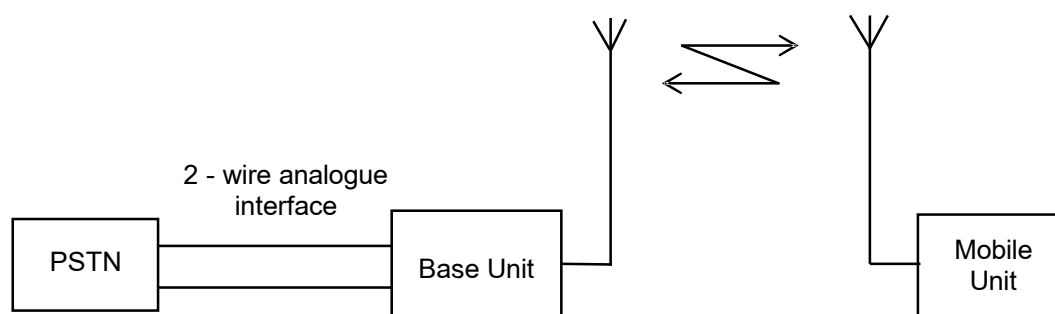 2 - wire analogue
interface
PSTN
Base Unit
Mobile
Unit